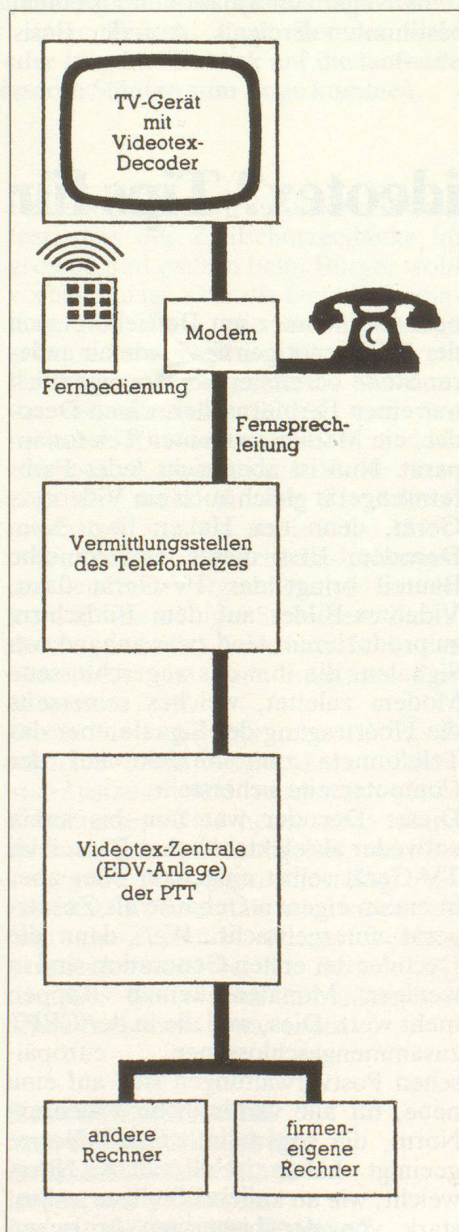 TV-Gerät
mit
Videotex-
Decoder
Modem
Fernbedienung
Fernsprech-
leitung
Vermittlungsstelle
des Telefonnetzes
Videotex-Zentrale
(EDV-Anlage)
der PTT
andere
Rechner
firmen-
eigene
Rechner